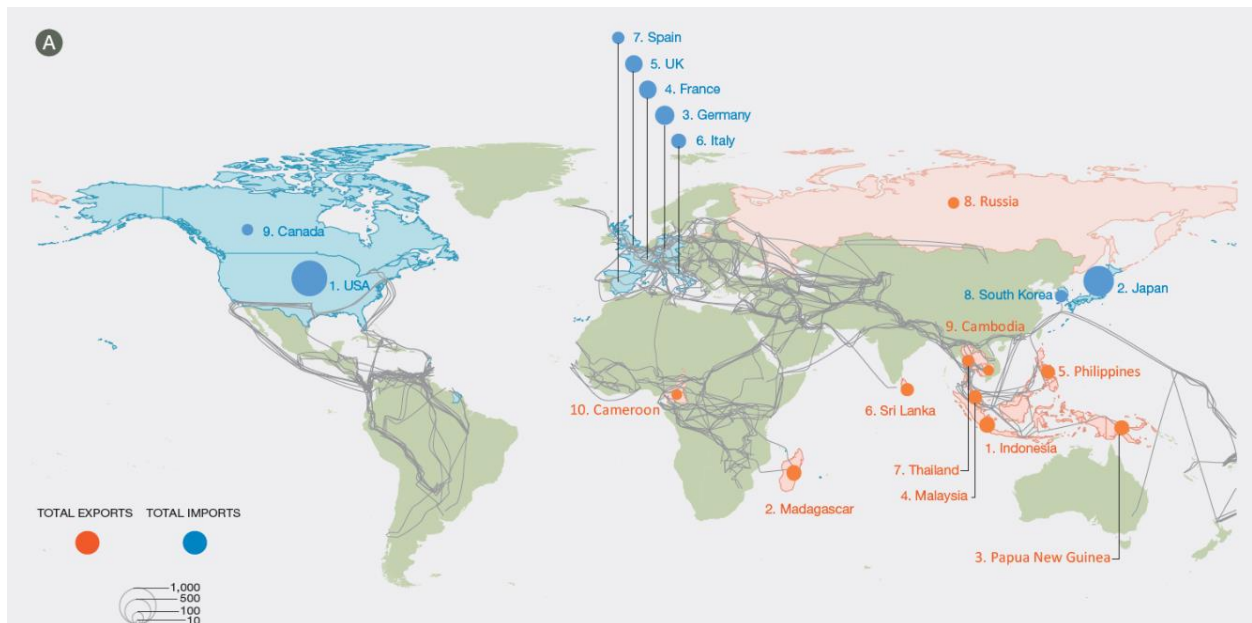 A
7. Spain
5. UK
4. France
3. Germany
6. Italy
8. Russia
9. Canada
1. USA
2. Japan
8. South Korea
9. Cambodia
5. Philippines
10. Cameroon
6. Sri Lanka
1. Indonesia
7. Thailand
4. Malaysia
2. Madagascar
3. Papua New Guinea
TOTAL EXPORTS TOTAL IMPORTS
1,000
500
100
10